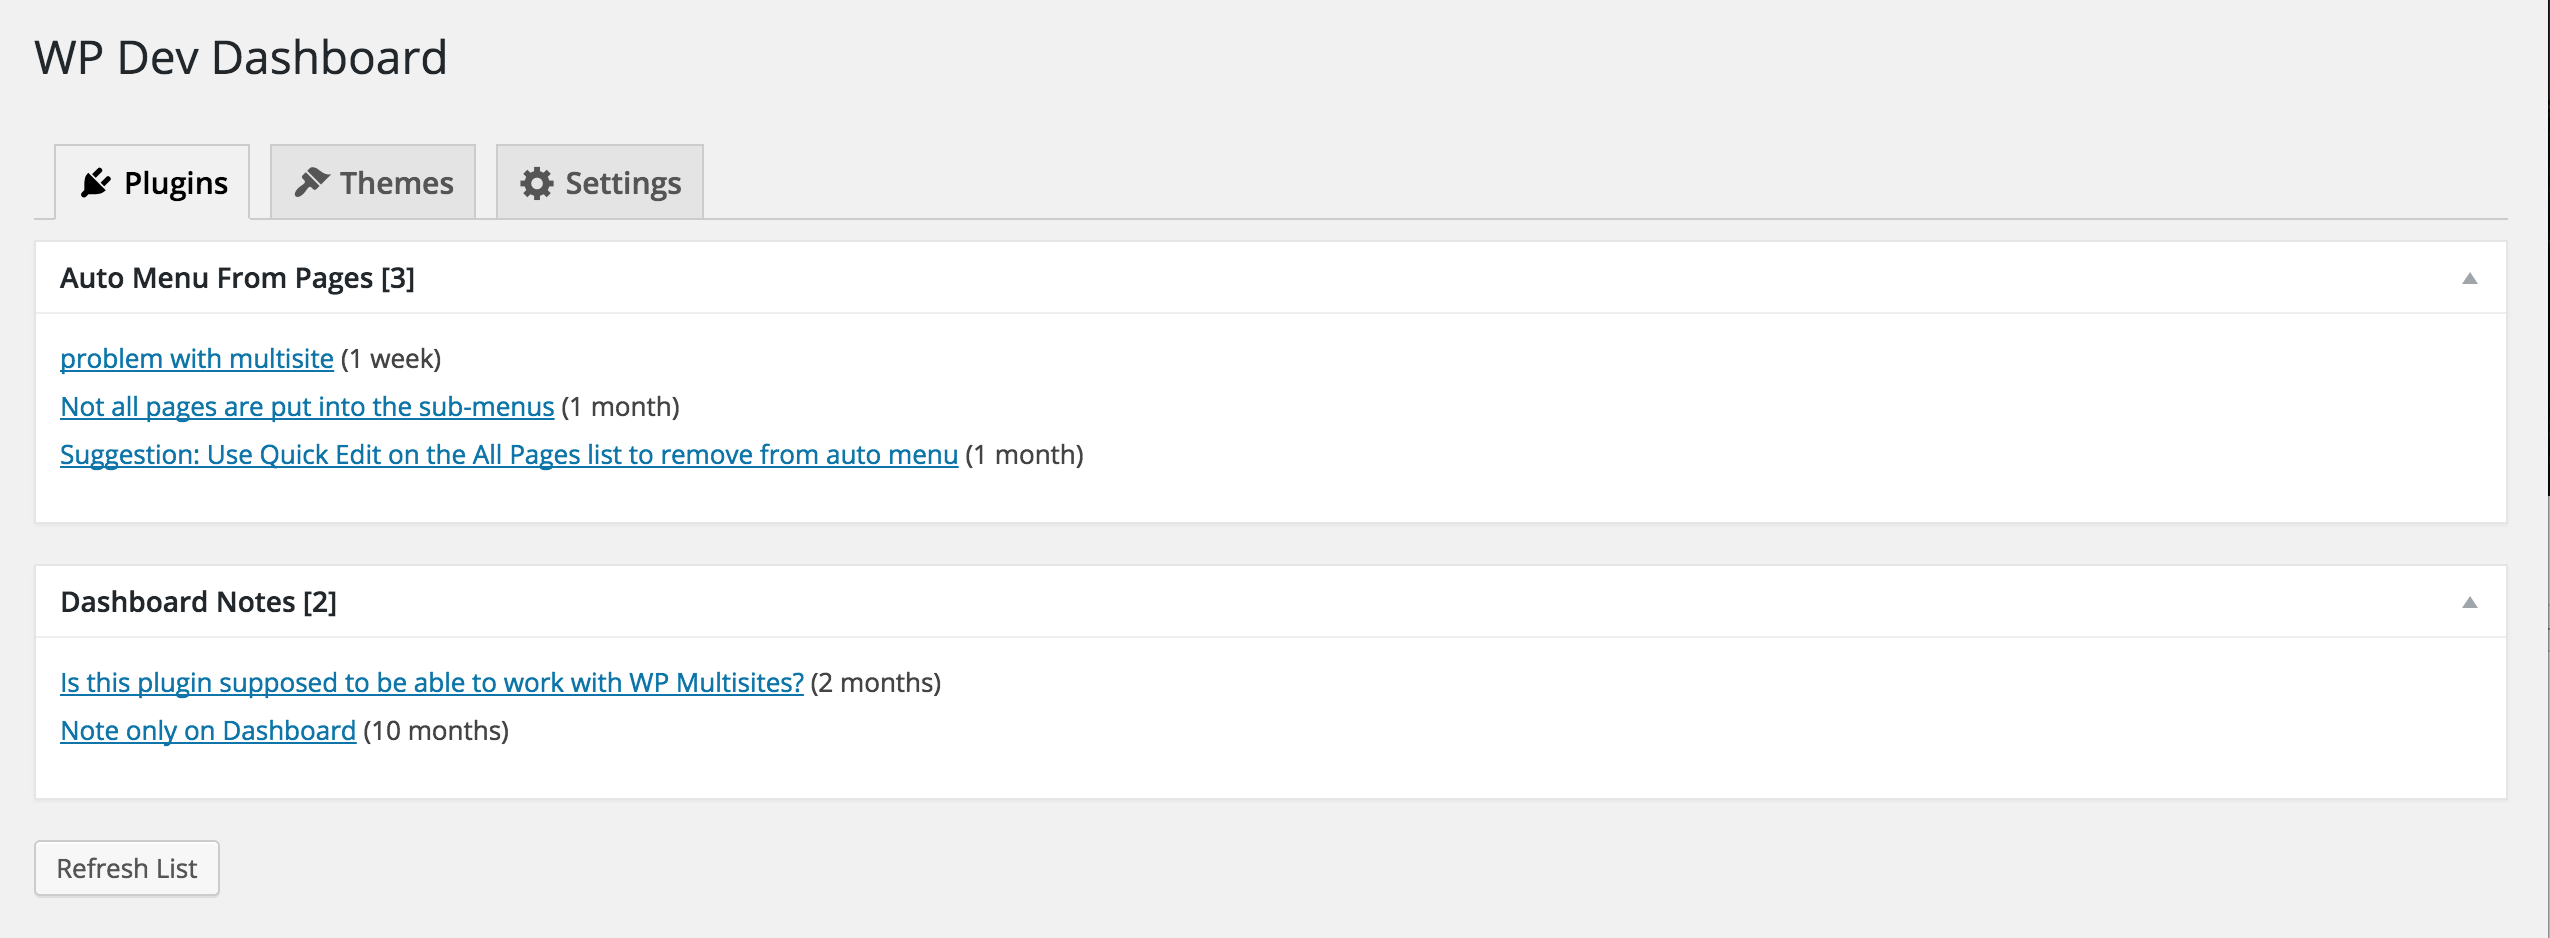 WP Dev Dashboard
Plugins
Themes
Settings
Auto Menu From Pages [3]
problem with multisite (1 week)
Not all pages are put into the sub-menus (1 month)
Suggestion: Use Quick Edit on the All Pages list to remove from auto menu (1 month)
Dashboard Notes [2]
Is this plugin supposed to be able to work with WP Multisites? (2 months)
Note only on Dashboard (10 months)
Refresh List